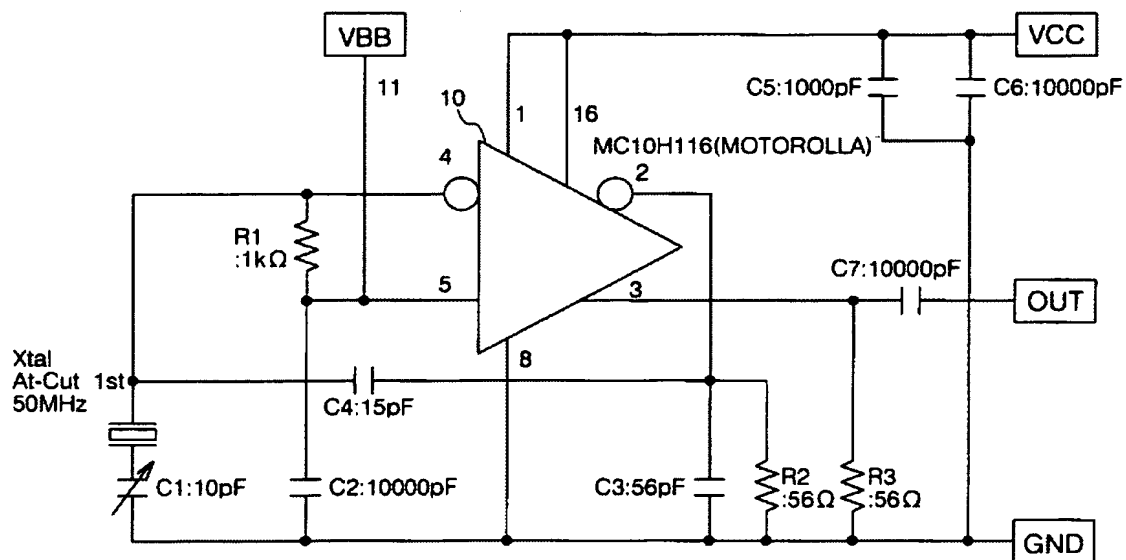 VBB
VCC
11
C5:1000pF
C6:10000pF
10
1
16
MC10H116(MOTOROLLA)
4
2
R1
:1kΩ
C7:10000pF
5
3
OUT
8
Xtal
At-Cut 1st
50MHz
C4:15pF
C1:10pF
C2:10000pF
C3:56pF
R2
:56Ω
R3
:56Ω
GND